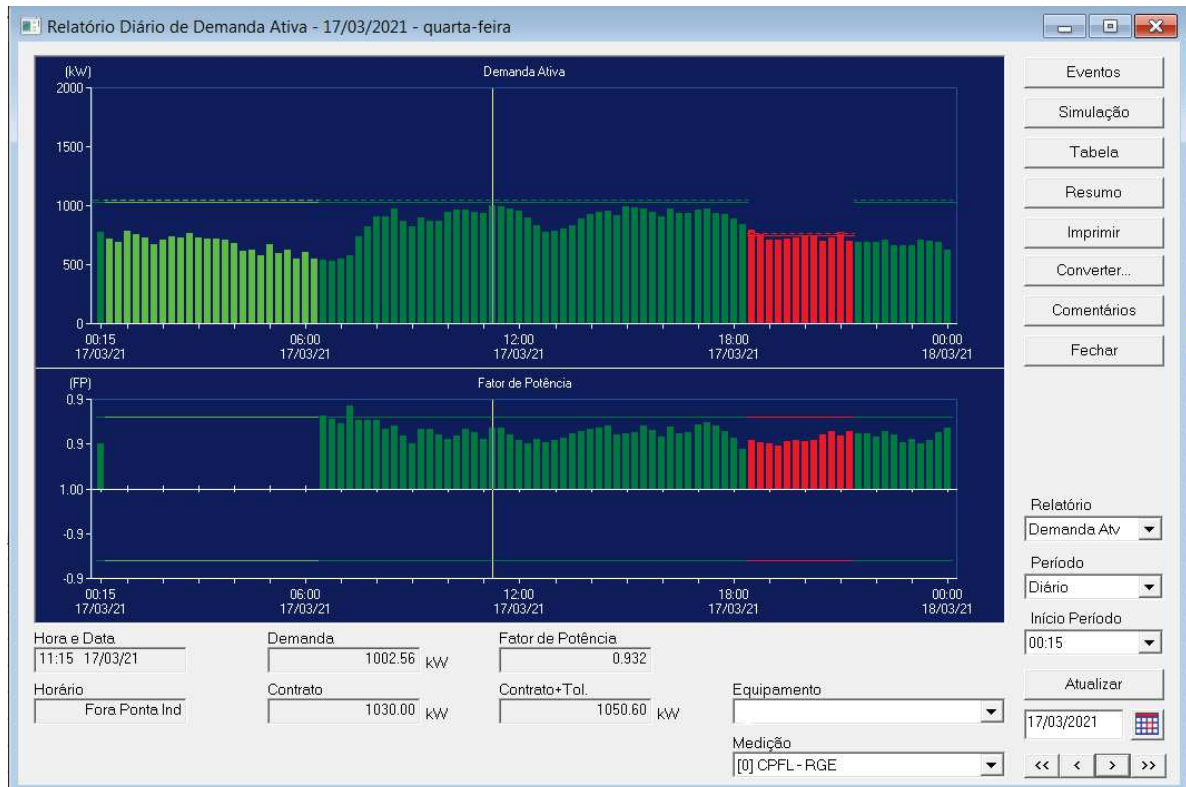 Relatório Diário de Demanda Ativa - 17/03/2021 - quarta-feira
(kW)
Demanda Ativa
2000
1500
1000
500
0
00:15 06:00 12:00 18:00 00:00
17/03/21 17/03/21 17/03/21 17/03/21 18/03/21
(FP)
Fator de Potência
0.9
0.9
1.00
-0.9
-0.9
00:15 06:00 12:00 18:00 00:00
17/03/21 17/03/21 17/03/21 17/03/21 18/03/21
Hora e Data Demanda Fator de Potência
11:15 17/03/21 1002.56 kW 0.932
Horário Contrato Contrato+Tol. Equipamento
Fora Ponta Ind 1030.00 kW 1050.60 kW
Medição
[0] CPFL - RGE
Eventos
Simulação
Tabela
Resumo
Imprimir
Converter...
Comentários
Fechar
Relatório
Demanda Atv
Período
Diário
Início Período
00:15
Atualizar
17/03/2021
<< < > >>